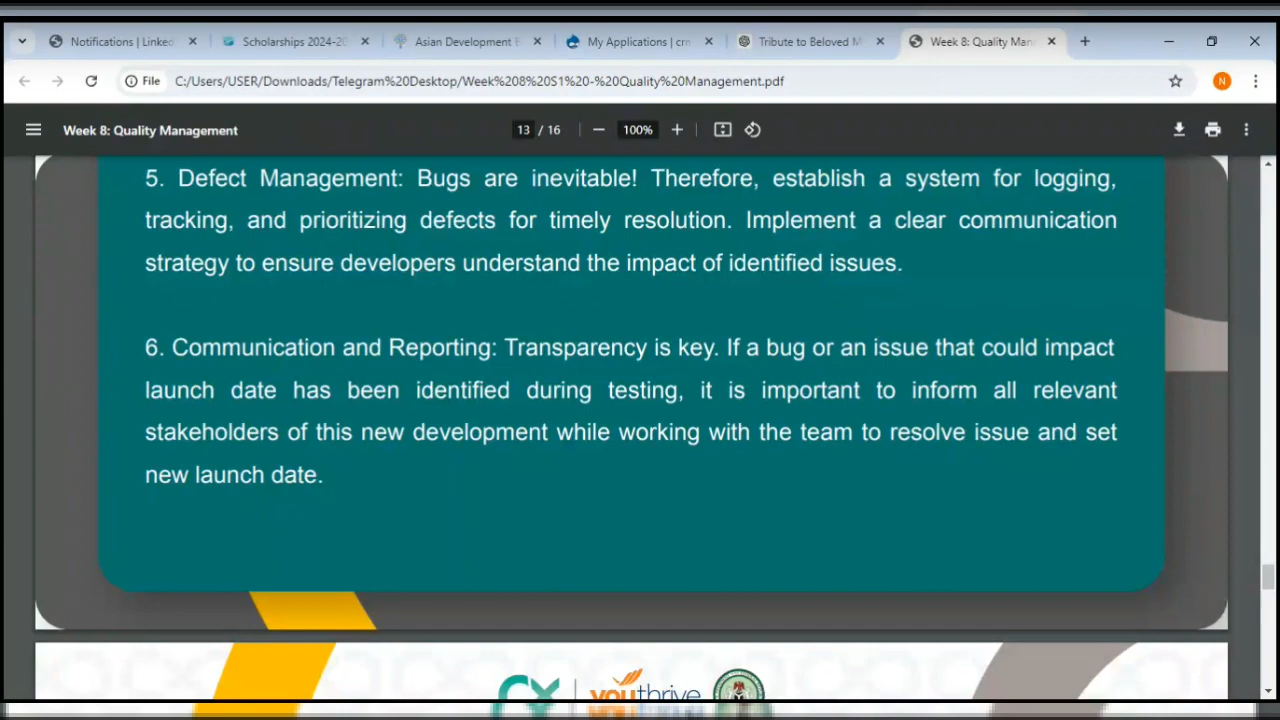 Notifications | Linke
Scholarships 2024-20
Asian Development
My Applications | crn
Tribute to Beloved M
Week 8: Quality Man
File
C:/Users/USER/Downloads/Telegram%20Desktop/Week%208%20S1%20-%20Quality%20Management.pdf
N
Week 8: Quality Management
13 / 16
100%
5. Defect Management: Bugs are inevitable! Therefore, establish a system for logging,
tracking, and prioritizing defects for timely resolution. Implement a clear communication
strategy to ensure developers understand the impact of identified issues.
6. Communication and Reporting: Transparency is key. If a bug or an issue that could impact
launch date has been identified during testing, it is important to inform all relevant
stakeholders of this new development while working with the team to resolve issue and set
new launch date.
youthrive